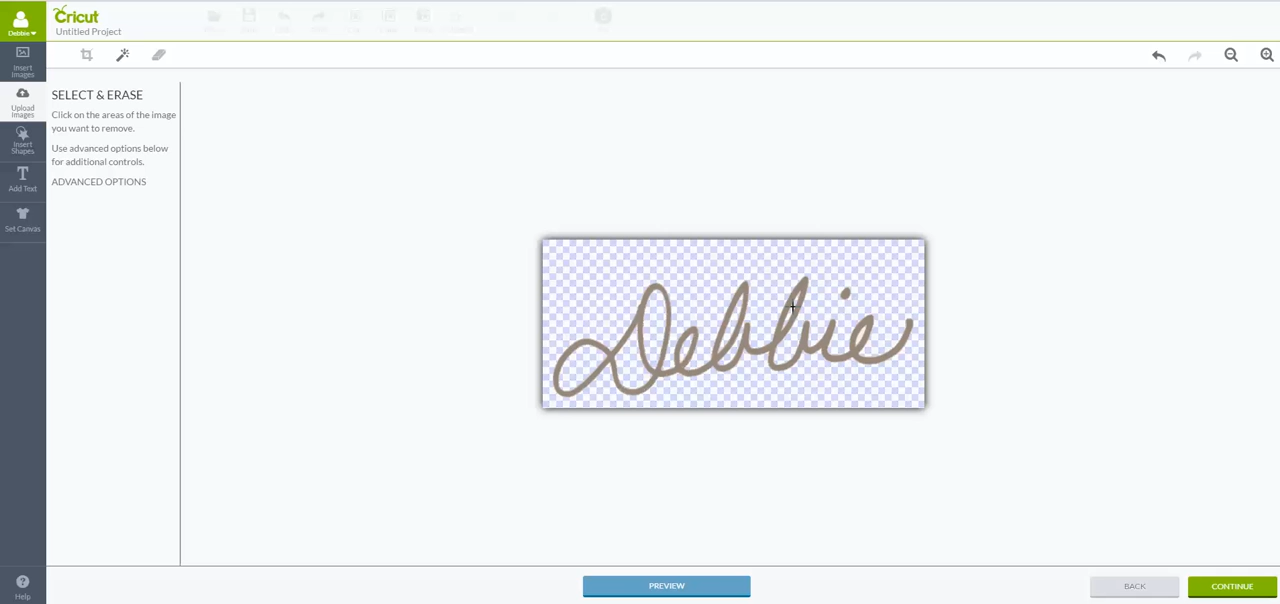 Cricut
Untitled Project
Debbie
Insert
Images
Upload
Images
Insert
Shapes
Add Text
Set Canvas
Help
SELECT & ERASE
Click on the areas of the image
you want to remove.
Use advanced options below
for additional controls.
ADVANCED OPTIONS
Debbie
PREVIEW
BACK
CONTINUE